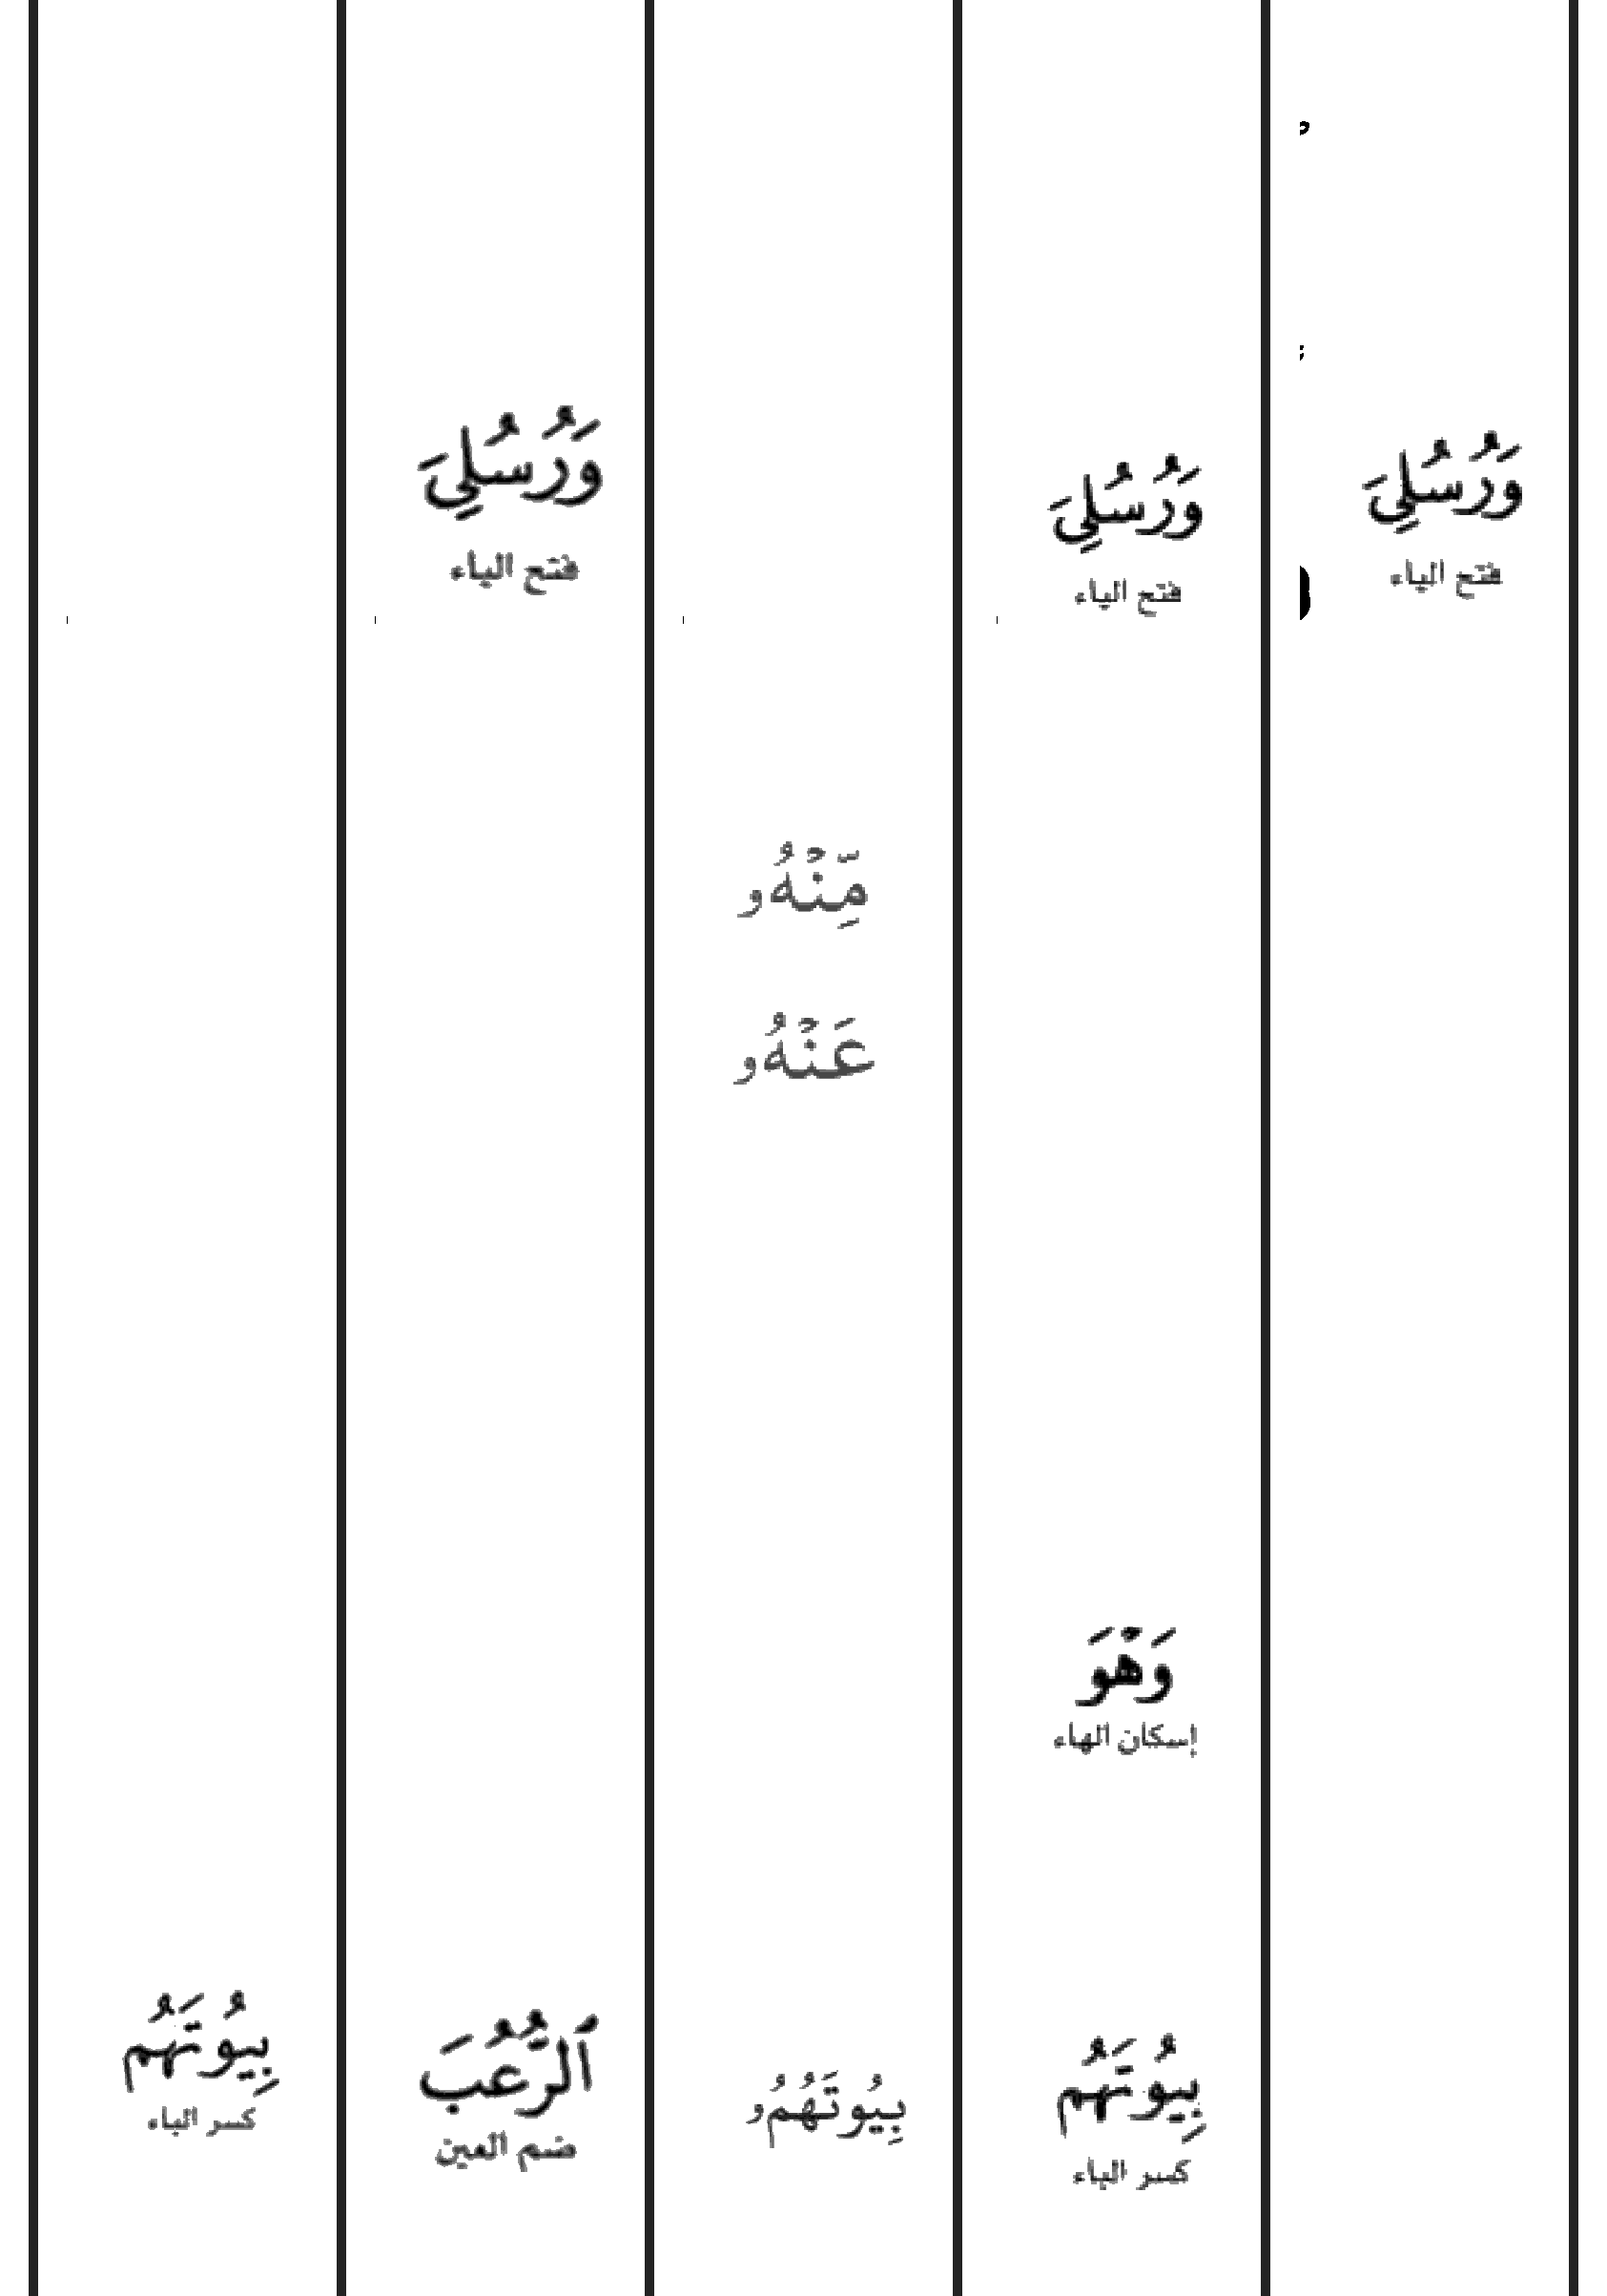 وَرُسُلِيَ
فتح الياء
وَرُسُلِيَ
فتح الياء
وَرُسُلِيَ
فتح الياء
مِّنْهُۥ
عَنْهُۥ
وَهْوَ
إسكان الهاء
بِيُوتَهُم
كسر الباء
بِيُوتَهُمُۥ
ٱلرُّعُبَ
ضم العين
بِيُوتَهُم
كسر الباء